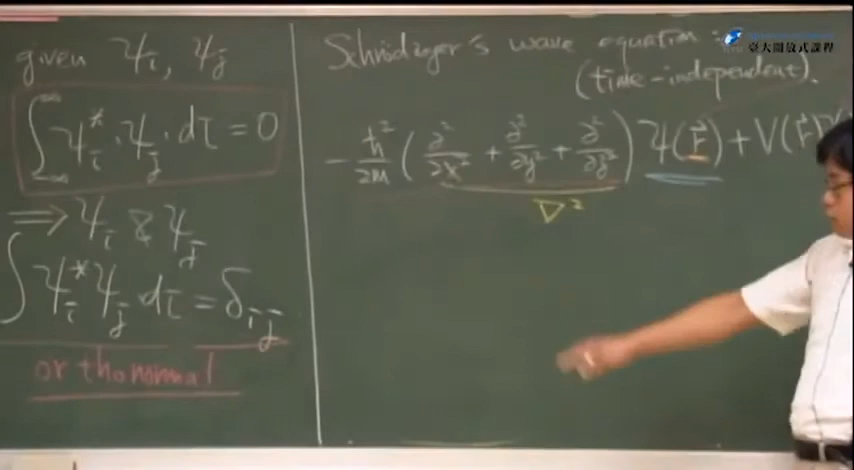 given Ψi, Ψj
∫_{-∞}^{∞} Ψi* · Ψj · dτ = 0
⇒ Ψi & Ψj
∫ Ψi* Ψj · dτ = δij
orthonormal
Schrödinger's wave equation :
(time-independent).
-ħ²/2m (∂²/∂x² + ∂²/∂y² + ∂²/∂z²) Ψ(r⃗) + V(r⃗)Ψ
∇²
臺大開放式課程